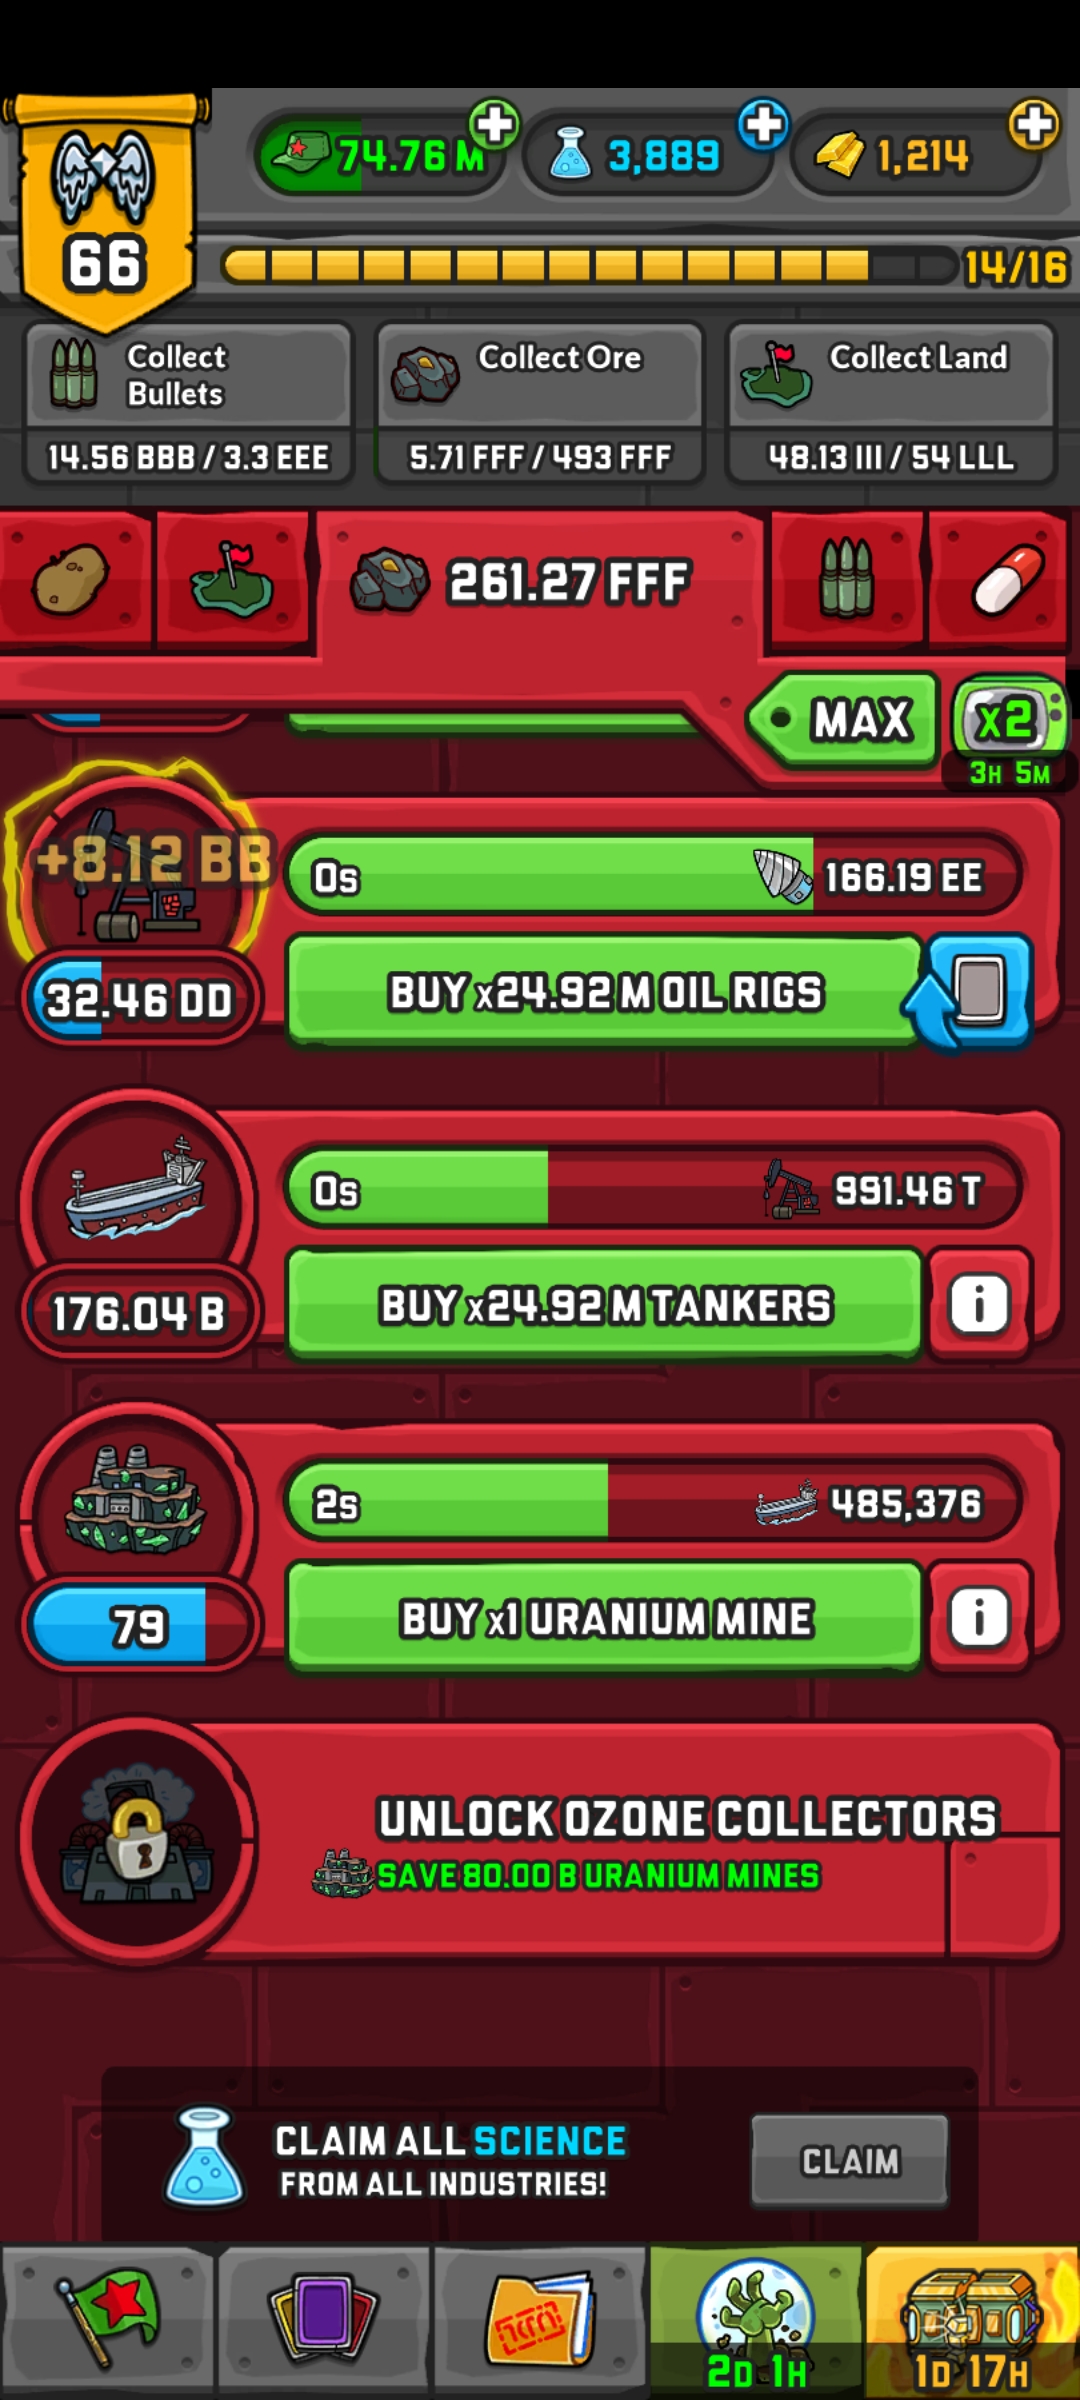 74.76 M
3,889
1,214
66
14/16
Collect
Bullets
Collect Ore
Collect Land
14.56 BBB / 3.3 EEE
5.71 FFF / 493 FFF
48.13 III / 54 LLL
261.27 FFF
MAX
x2
3H 5M
+8.12 BB
0s
166.19 EE
32.46 DD
BUY x24.92 M OIL RIGS
0s
991.46 T
176.04 B
BUY x24.92 M TANKERS
i
2s
485,376
79
BUY x1 URANIUM MINE
i
UNLOCK OZONE COLLECTORS
SAVE 80.00 B URANIUM MINES
CLAIM ALL SCIENCE
FROM ALL INDUSTRIES!
CLAIM
2D 1H
1D 17H